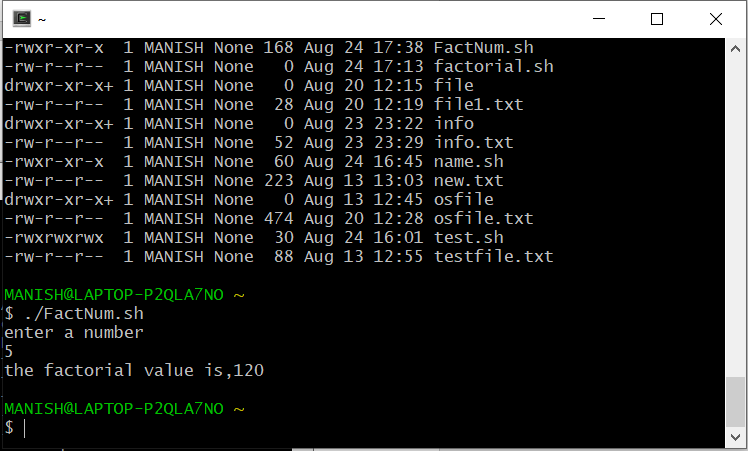 ~
-rwxr-xr-x  1 MANISH None 168 Aug 24 17:38 FactNum.sh
-rw-r--r--  1 MANISH None   0 Aug 24 17:13 factorial.sh
drwxr-xr-x+ 1 MANISH None   0 Aug 20 12:15 file
-rw-r--r--  1 MANISH None  28 Aug 20 12:19 file1.txt
drwxr-xr-x+ 1 MANISH None   0 Aug 23 23:22 info
-rw-r--r--  1 MANISH None  52 Aug 23 23:29 info.txt
-rwxr-xr-x  1 MANISH None  60 Aug 24 16:45 name.sh
-rw-r--r--  1 MANISH None 223 Aug 13 13:03 new.txt
drwxr-xr-x+ 1 MANISH None   0 Aug 13 12:45 osfile
-rw-r--r--  1 MANISH None 474 Aug 20 12:28 osfile.txt
-rwxrwxrwx  1 MANISH None  30 Aug 24 16:01 test.sh
-rw-r--r--  1 MANISH None  88 Aug 13 12:55 testfile.txt
MANISH@LAPTOP-P2QLA7NO ~
$ ./FactNum.sh
enter a number
5
the factorial value is,120
MANISH@LAPTOP-P2QLA7NO ~
$